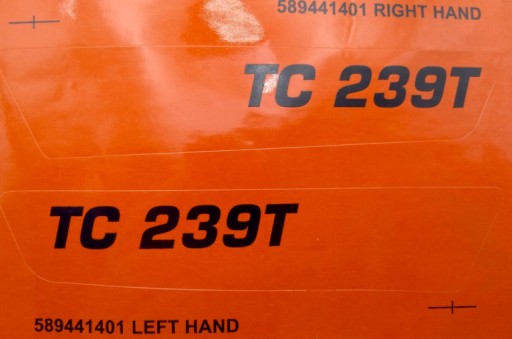 589441401 RIGHT HAND
TC 239T
TC 239T
589441401 LEFT HAND